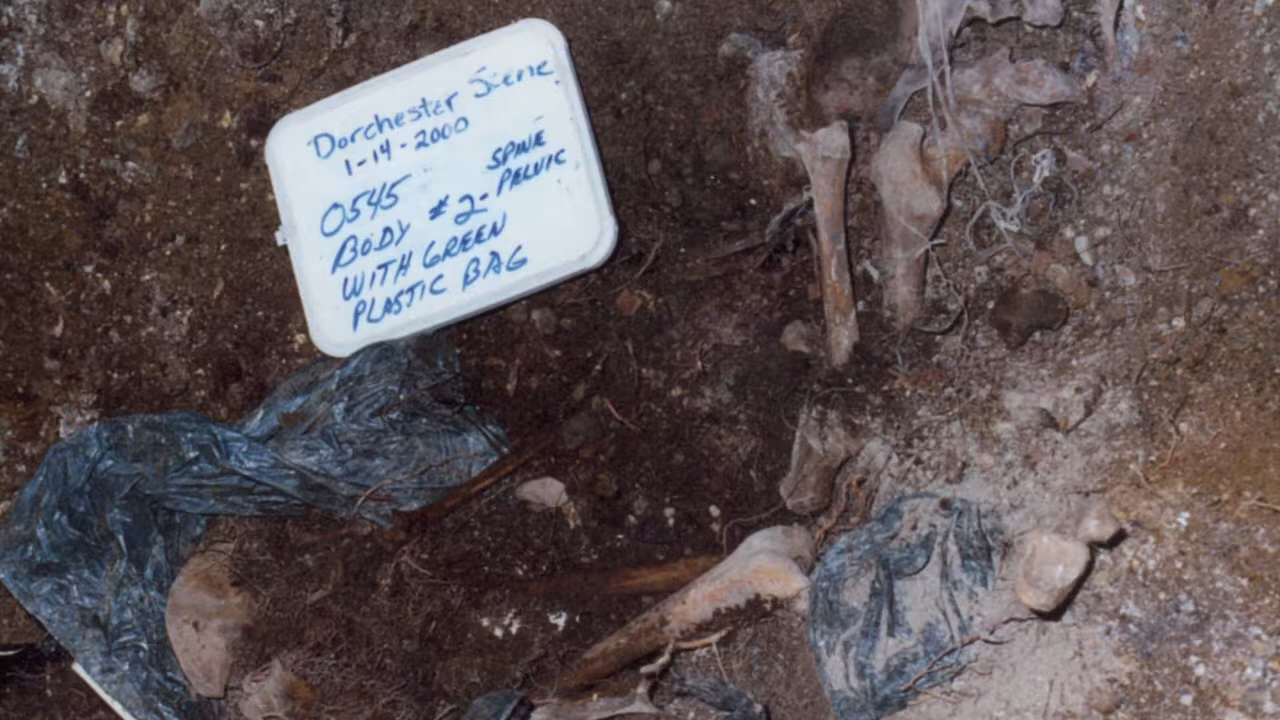 Dorchester Scene
1-14-2000
0545
BODY #2- SPINE
PELVIC
WITH GREEN
PLASTIC BAG